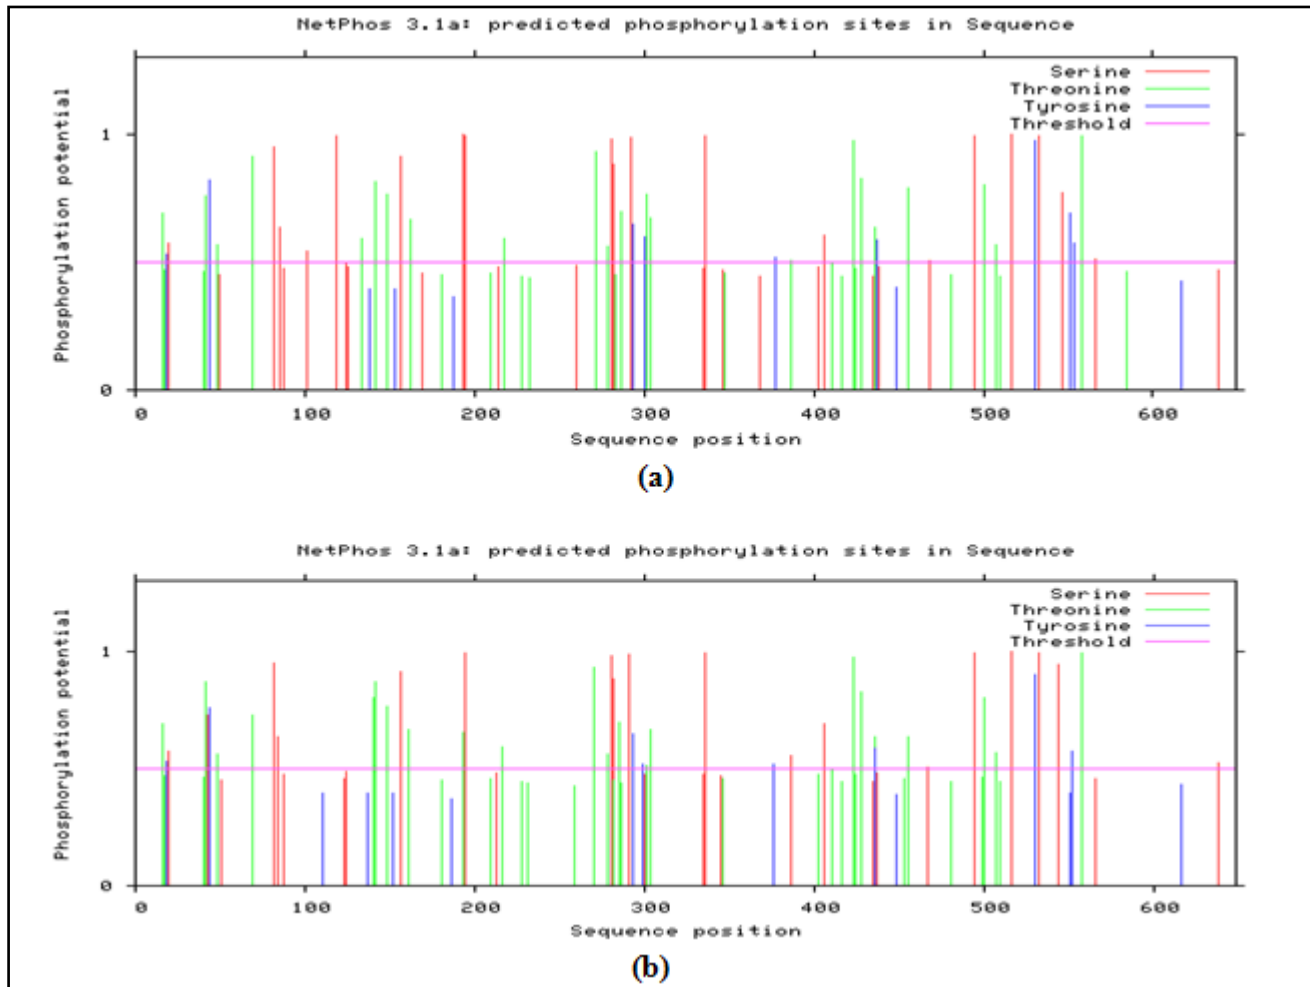 NetPhos 3.1a: predicted phosphorylation sites in Sequence
Serine
Threonine
Tyrosine
Threshold
Phosphorylation potential
1
0
0 100 200 300 400 500 600
Sequence position
(a)
NetPhos 3.1a: predicted phosphorylation sites in Sequence
Serine
Threonine
Tyrosine
Threshold
Phosphorylation potential
1
0
0 100 200 300 400 500 600
Sequence position
(b)